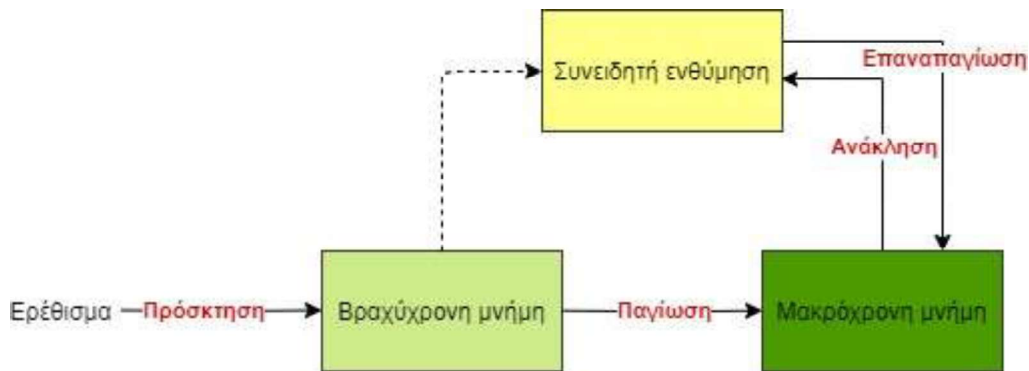 Συνειδητή ενθύμηση
Επαναπαγίωση
Ανάκληση
Ερέθισμα
Πρόσκτηση
Βραχύχρονη μνήμη
Παγίωση
Μακρόχρονη μνήμη